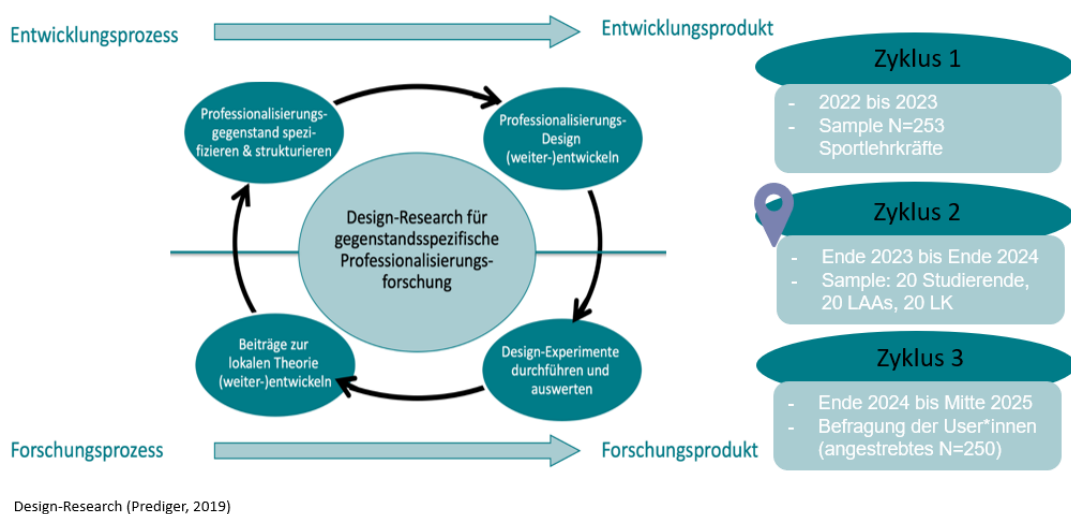 Entwicklungsprozess
Entwicklungsprodukt
Professionalisierungs-
gegenstand spezi-
fizieren & strukturieren
Professionalisierungs-
Design
(weiter-)entwickeln
Design-Research für
gegenstandsspezifische
Professionalisierungs-
forschung
Beiträge zur
lokalen Theorie
(weiter-)entwickeln
Design-Experimente
durchführen und
auswerten
Forschungsprozess
Forschungsprodukt
Zyklus 1
- 2022 bis 2023
- Sample N=253
Sportlehrkräfte
Zyklus 2
- Ende 2023 bis Ende 2024
- Sample: 20 Studierende,
20 LAAs, 20 LK
Zyklus 3
- Ende 2024 bis Mitte 2025
- Befragung der User*innen
(angestrebtes N=250)
Design-Research (Prediger, 2019)